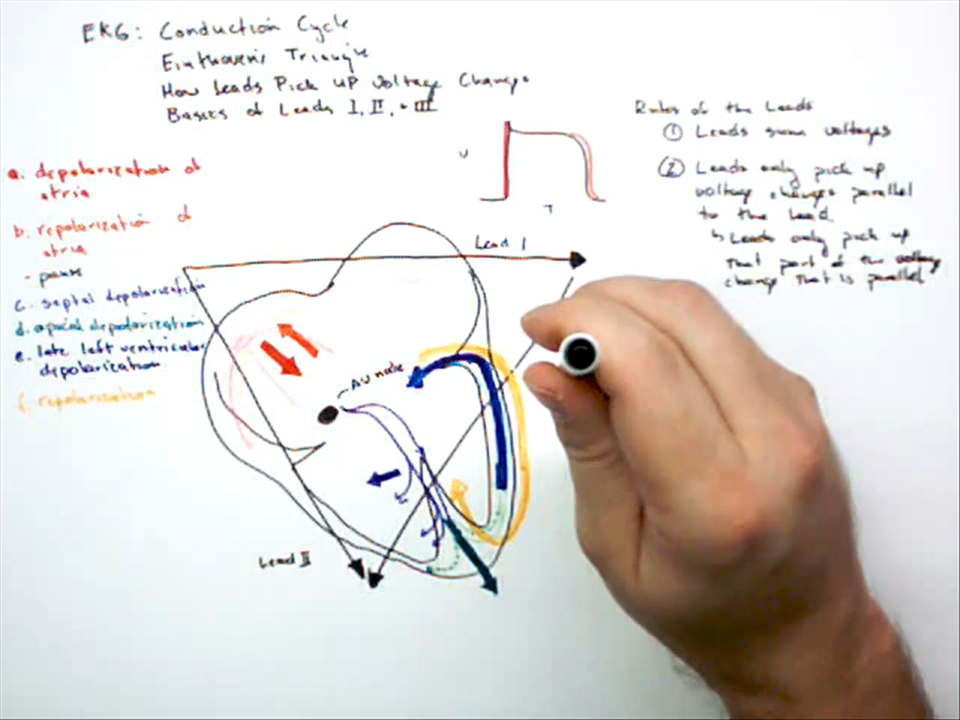 EKG: Conduction Cycle
Einthoven's Triangle
How Leads Pick up Voltage Changes
Basics of Leads I, II, + III
Rules of the Leads
① Leads sum voltages
② Leads only pick up
voltage changes parallel
to the lead.
↳ Leads only pick up
that part of the voltage
change that is parallel
a. depolarization of
atria
b. repolarization of
atria
- pause
c. septal depolarization
d. apical depolarization
e. late left ventricular
depolarization
f. repolarization
V
T
Lead I
AV node
Lead II